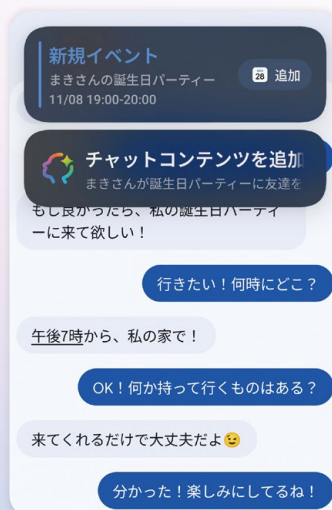 新規イベント
まきさんの誕生日パーティー
11/08 19:00-20:00
28 追加
チャットコンテンツを追加
まきさんが誕生日パーティーに友達を
もし良かったら、私の誕生日パーティ
ーに来て欲しい！
行きたい！何時にどこ？
午後7時から、私の家で！
OK！何か持って行くものはある？
来てくれるだけで大丈夫だよ😉
分かった！楽しみにしてるね！